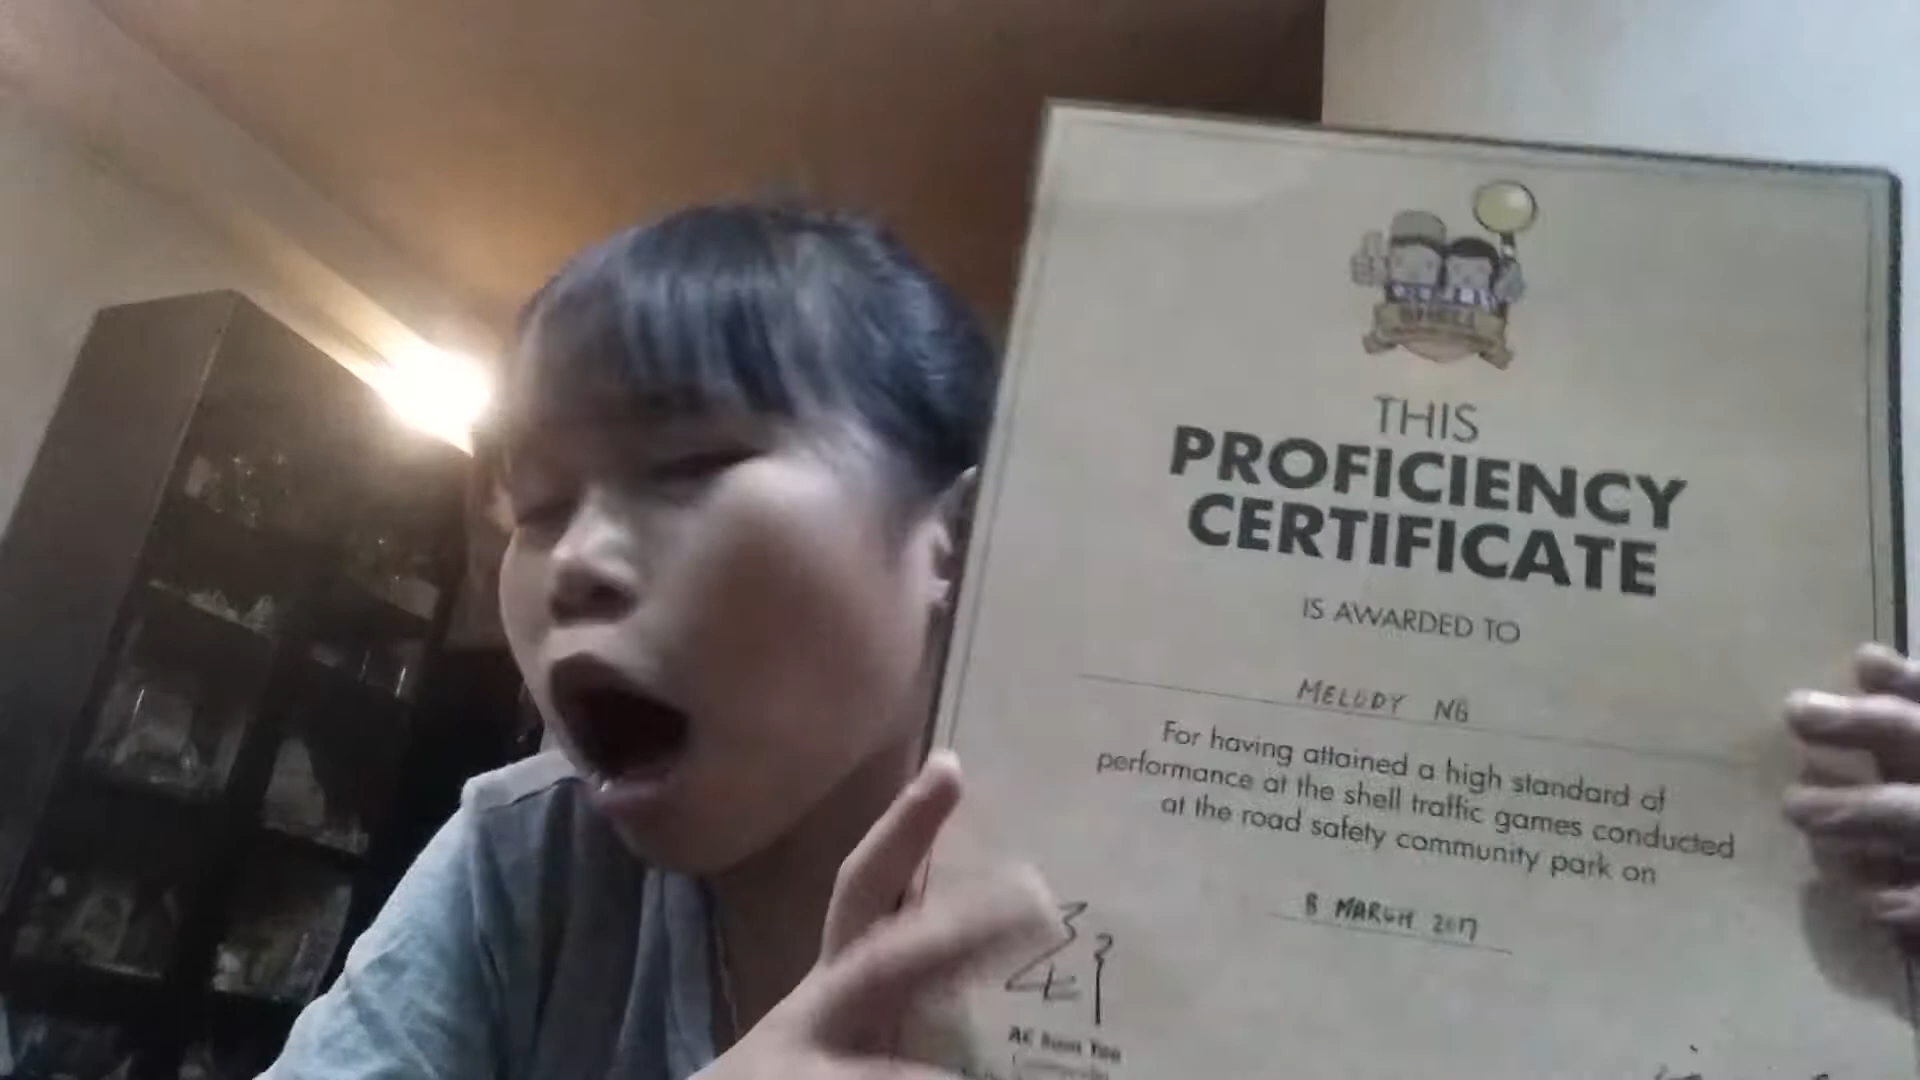 SHELL
THIS
PROFICIENCY
CERTIFICATE
IS AWARDED TO
MELODY NG
For having attained a high standard of
performance at the shell traffic games conducted
at the road safety community park on
8 MARCH 2017